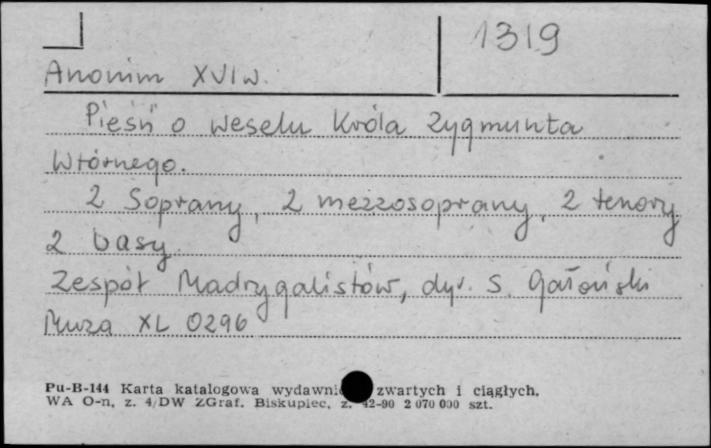 1319
Anonim XVI w.
Pieśń o weselu Króla Zygmunta
Wtórnego.
2 Soprany, 2 mezzosoprany, 2 tenory
2 basy
Zespół Madrygalistów, dyr. S. Gałoński
Muza XL 0296
Pu-B-144 Karta katalogowa wydawni zwartych i ciągłych.
WA O-n, z. 4/DW ZGraf. Biskupiec, z. 42-90 2 070 000 szt.